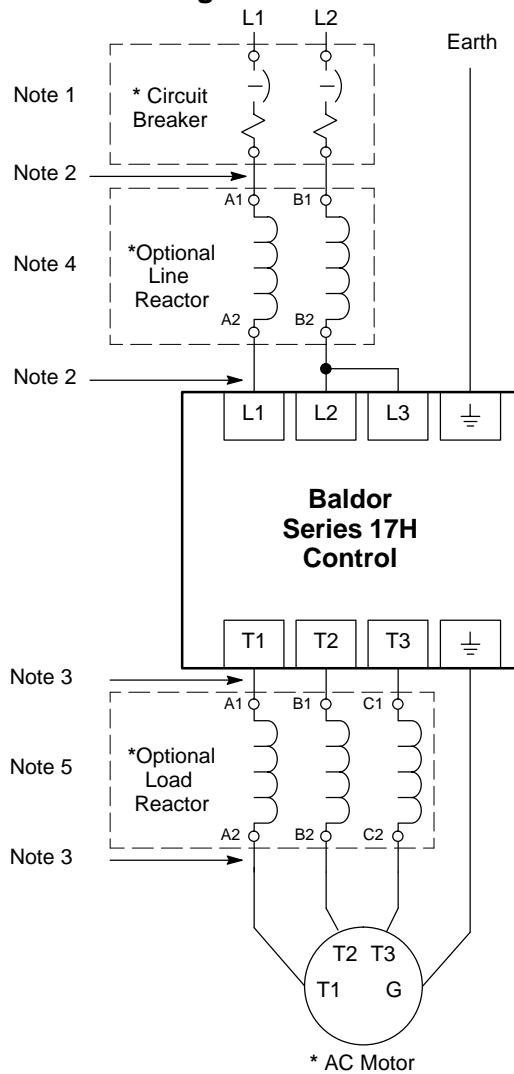 L1 L2
Earth
Note 1
* Circuit
Breaker
Note 2
A1 B1
Note 4
*Optional
Line
Reactor
A2 B2
Note 2
L1 L2 L3
Baldor
Series 17H
Control
T1 T2 T3
Note 3
A1 B1 C1
Note 5
*Optional
Load
Reactor
A2 B2 C2
Note 3
T2 T3
T1 G
* AC Motor